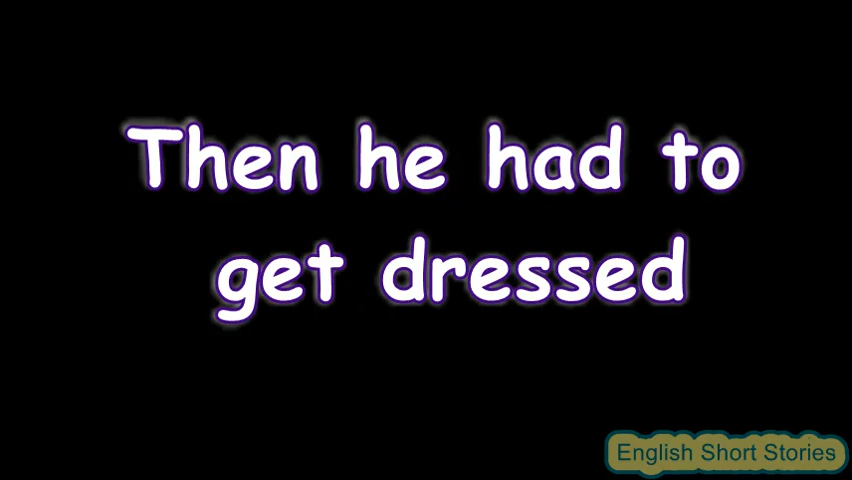 Then he had to
get dressed
English Short Stories